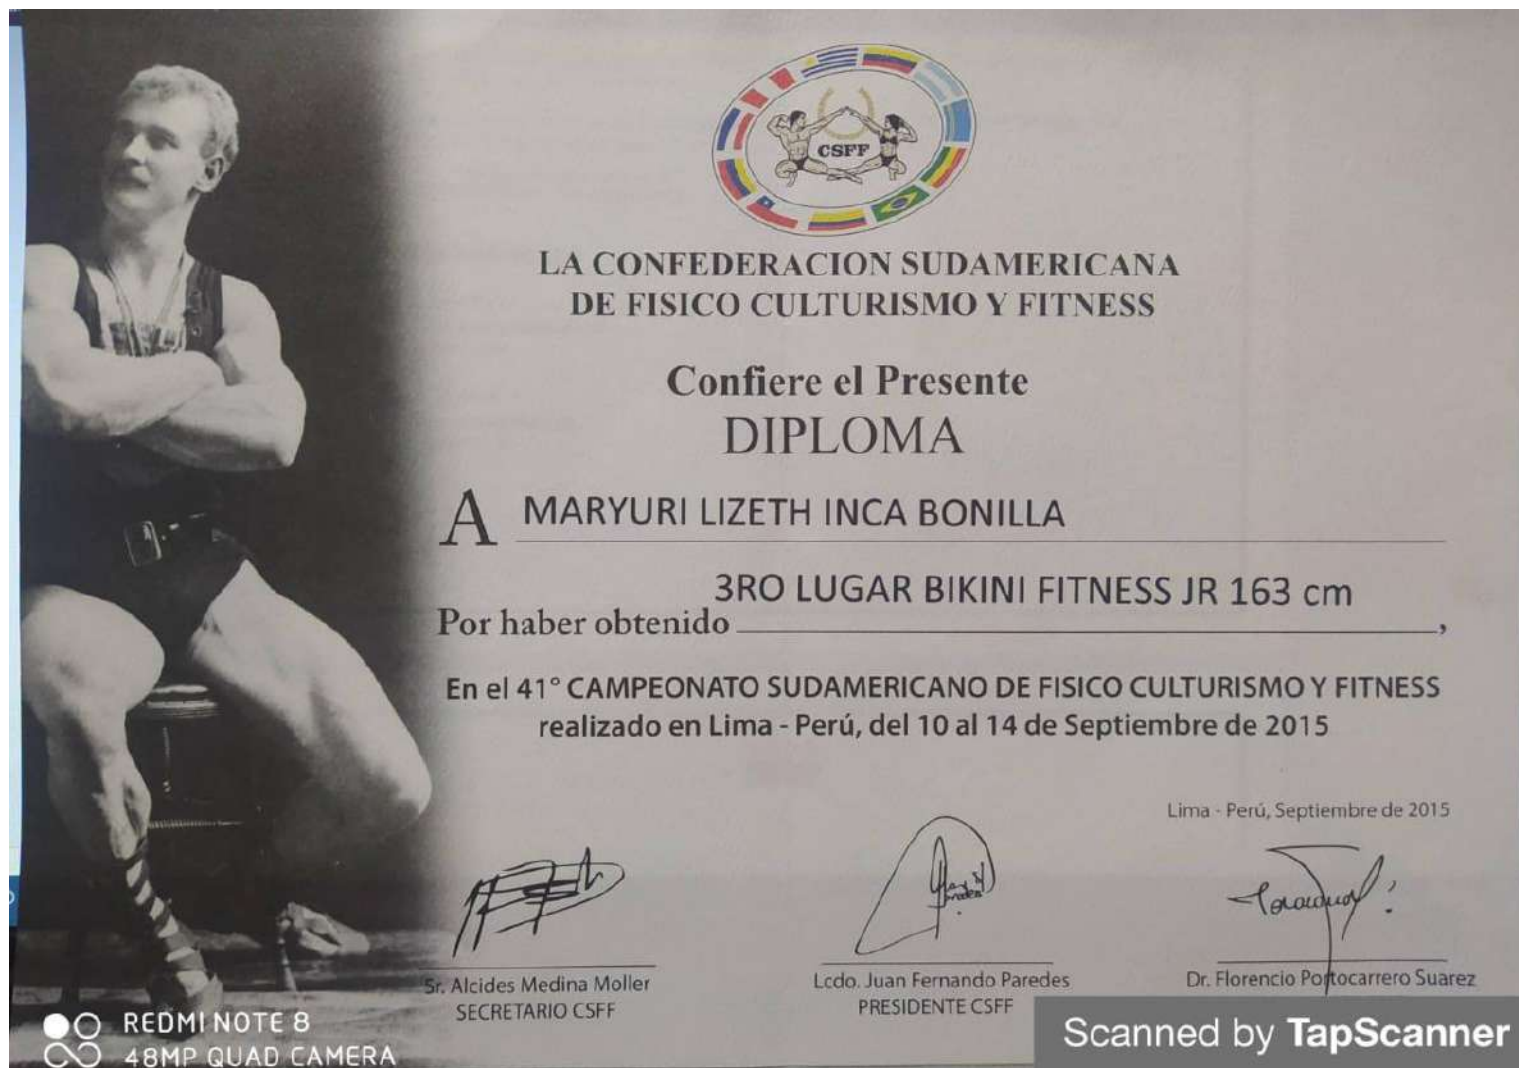 CSFF
LA CONFEDERACION SUDAMERICANA
DE FISICO CULTURISMO Y FITNESS
Confiere el Presente
DIPLOMA
A MARYURI LIZETH INCA BONILLA
3RO LUGAR BIKINI FITNESS JR 163 cm
Por haber obtenido ,
En el 41° CAMPEONATO SUDAMERICANO DE FISICO CULTURISMO Y FITNESS
realizado en Lima - Perú, del 10 al 14 de Septiembre de 2015
Lima - Perú, Septiembre de 2015
Sr. Alcides Medina Moller
SECRETARIO CSFF
Lcdo. Juan Fernando Paredes
PRESIDENTE CSFF
Dr. Florencio Portocarrero Suarez
REDMI NOTE 8
48MP QUAD CAMERA
Scanned by TapScanner